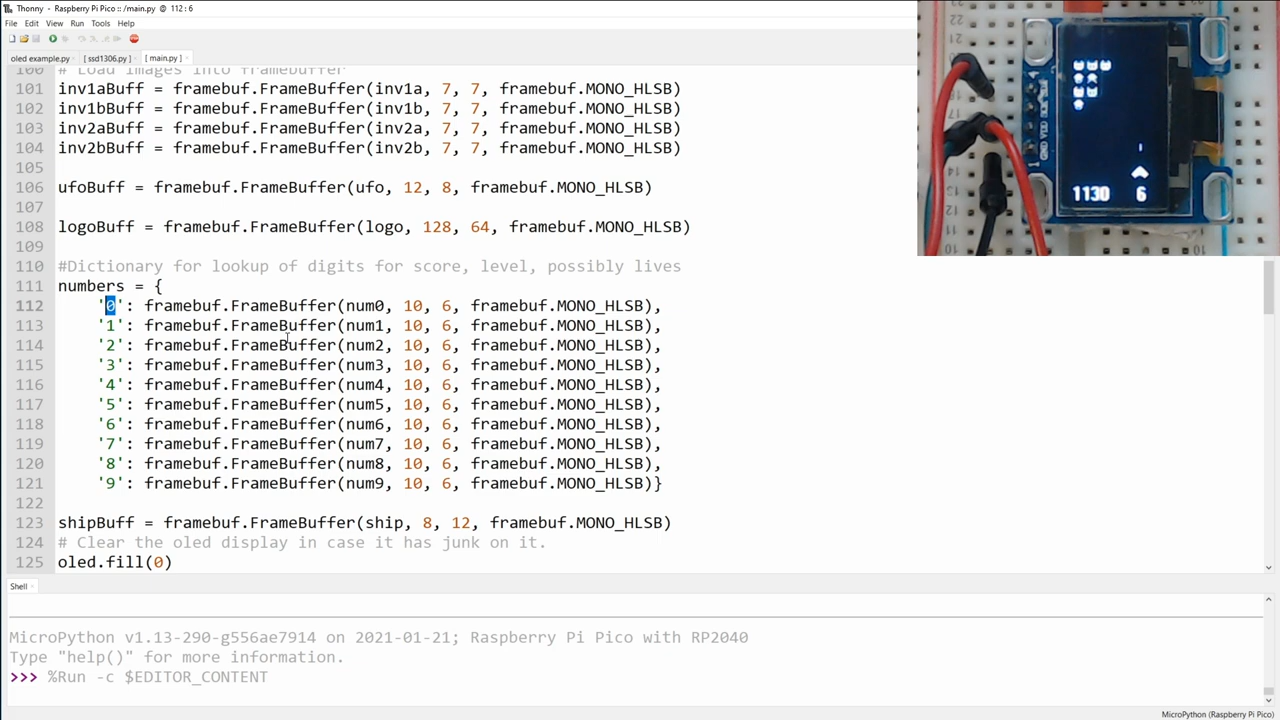 Thonny - Raspberry Pi Pico :: /main.py @ 112 : 6
File Edit View Run Tools Help
oled example.py [ ssd1306.py ] [ main.py ]
100 # Load images into framebuffer
101 inv1aBuff = framebuf.FrameBuffer(inv1a, 7, 7, framebuf.MONO_HLSB)
102 inv1bBuff = framebuf.FrameBuffer(inv1b, 7, 7, framebuf.MONO_HLSB)
103 inv2aBuff = framebuf.FrameBuffer(inv2a, 7, 7, framebuf.MONO_HLSB)
104 inv2bBuff = framebuf.FrameBuffer(inv2b, 7, 7, framebuf.MONO_HLSB)
105
106 ufoBuff = framebuf.FrameBuffer(ufo, 12, 8, framebuf.MONO_HLSB)
107
108 logoBuff = framebuf.FrameBuffer(logo, 128, 64, framebuf.MONO_HLSB)
109
110 #Dictionary for lookup of digits for score, level, possibly lives
111 numbers = {
112 '0': framebuf.FrameBuffer(num0, 10, 6, framebuf.MONO_HLSB),
113 '1': framebuf.FrameBuffer(num1, 10, 6, framebuf.MONO_HLSB),
114 '2': framebuf.FrameBuffer(num2, 10, 6, framebuf.MONO_HLSB),
115 '3': framebuf.FrameBuffer(num3, 10, 6, framebuf.MONO_HLSB),
116 '4': framebuf.FrameBuffer(num4, 10, 6, framebuf.MONO_HLSB),
117 '5': framebuf.FrameBuffer(num5, 10, 6, framebuf.MONO_HLSB),
118 '6': framebuf.FrameBuffer(num6, 10, 6, framebuf.MONO_HLSB),
119 '7': framebuf.FrameBuffer(num7, 10, 6, framebuf.MONO_HLSB),
120 '8': framebuf.FrameBuffer(num8, 10, 6, framebuf.MONO_HLSB),
121 '9': framebuf.FrameBuffer(num9, 10, 6, framebuf.MONO_HLSB)}
122
123 shipBuff = framebuf.FrameBuffer(ship, 8, 12, framebuf.MONO_HLSB)
124 # Clear the oled display in case it has junk on it.
125 oled.fill(0)
Shell
MicroPython v1.13-290-g556ae7914 on 2021-01-21; Raspberry Pi Pico with RP2040
Type "help()" for more information.
>>> %Run -c $EDITOR_CONTENT
MicroPython (Raspberry Pi Pico)
1130 6
GND VDD